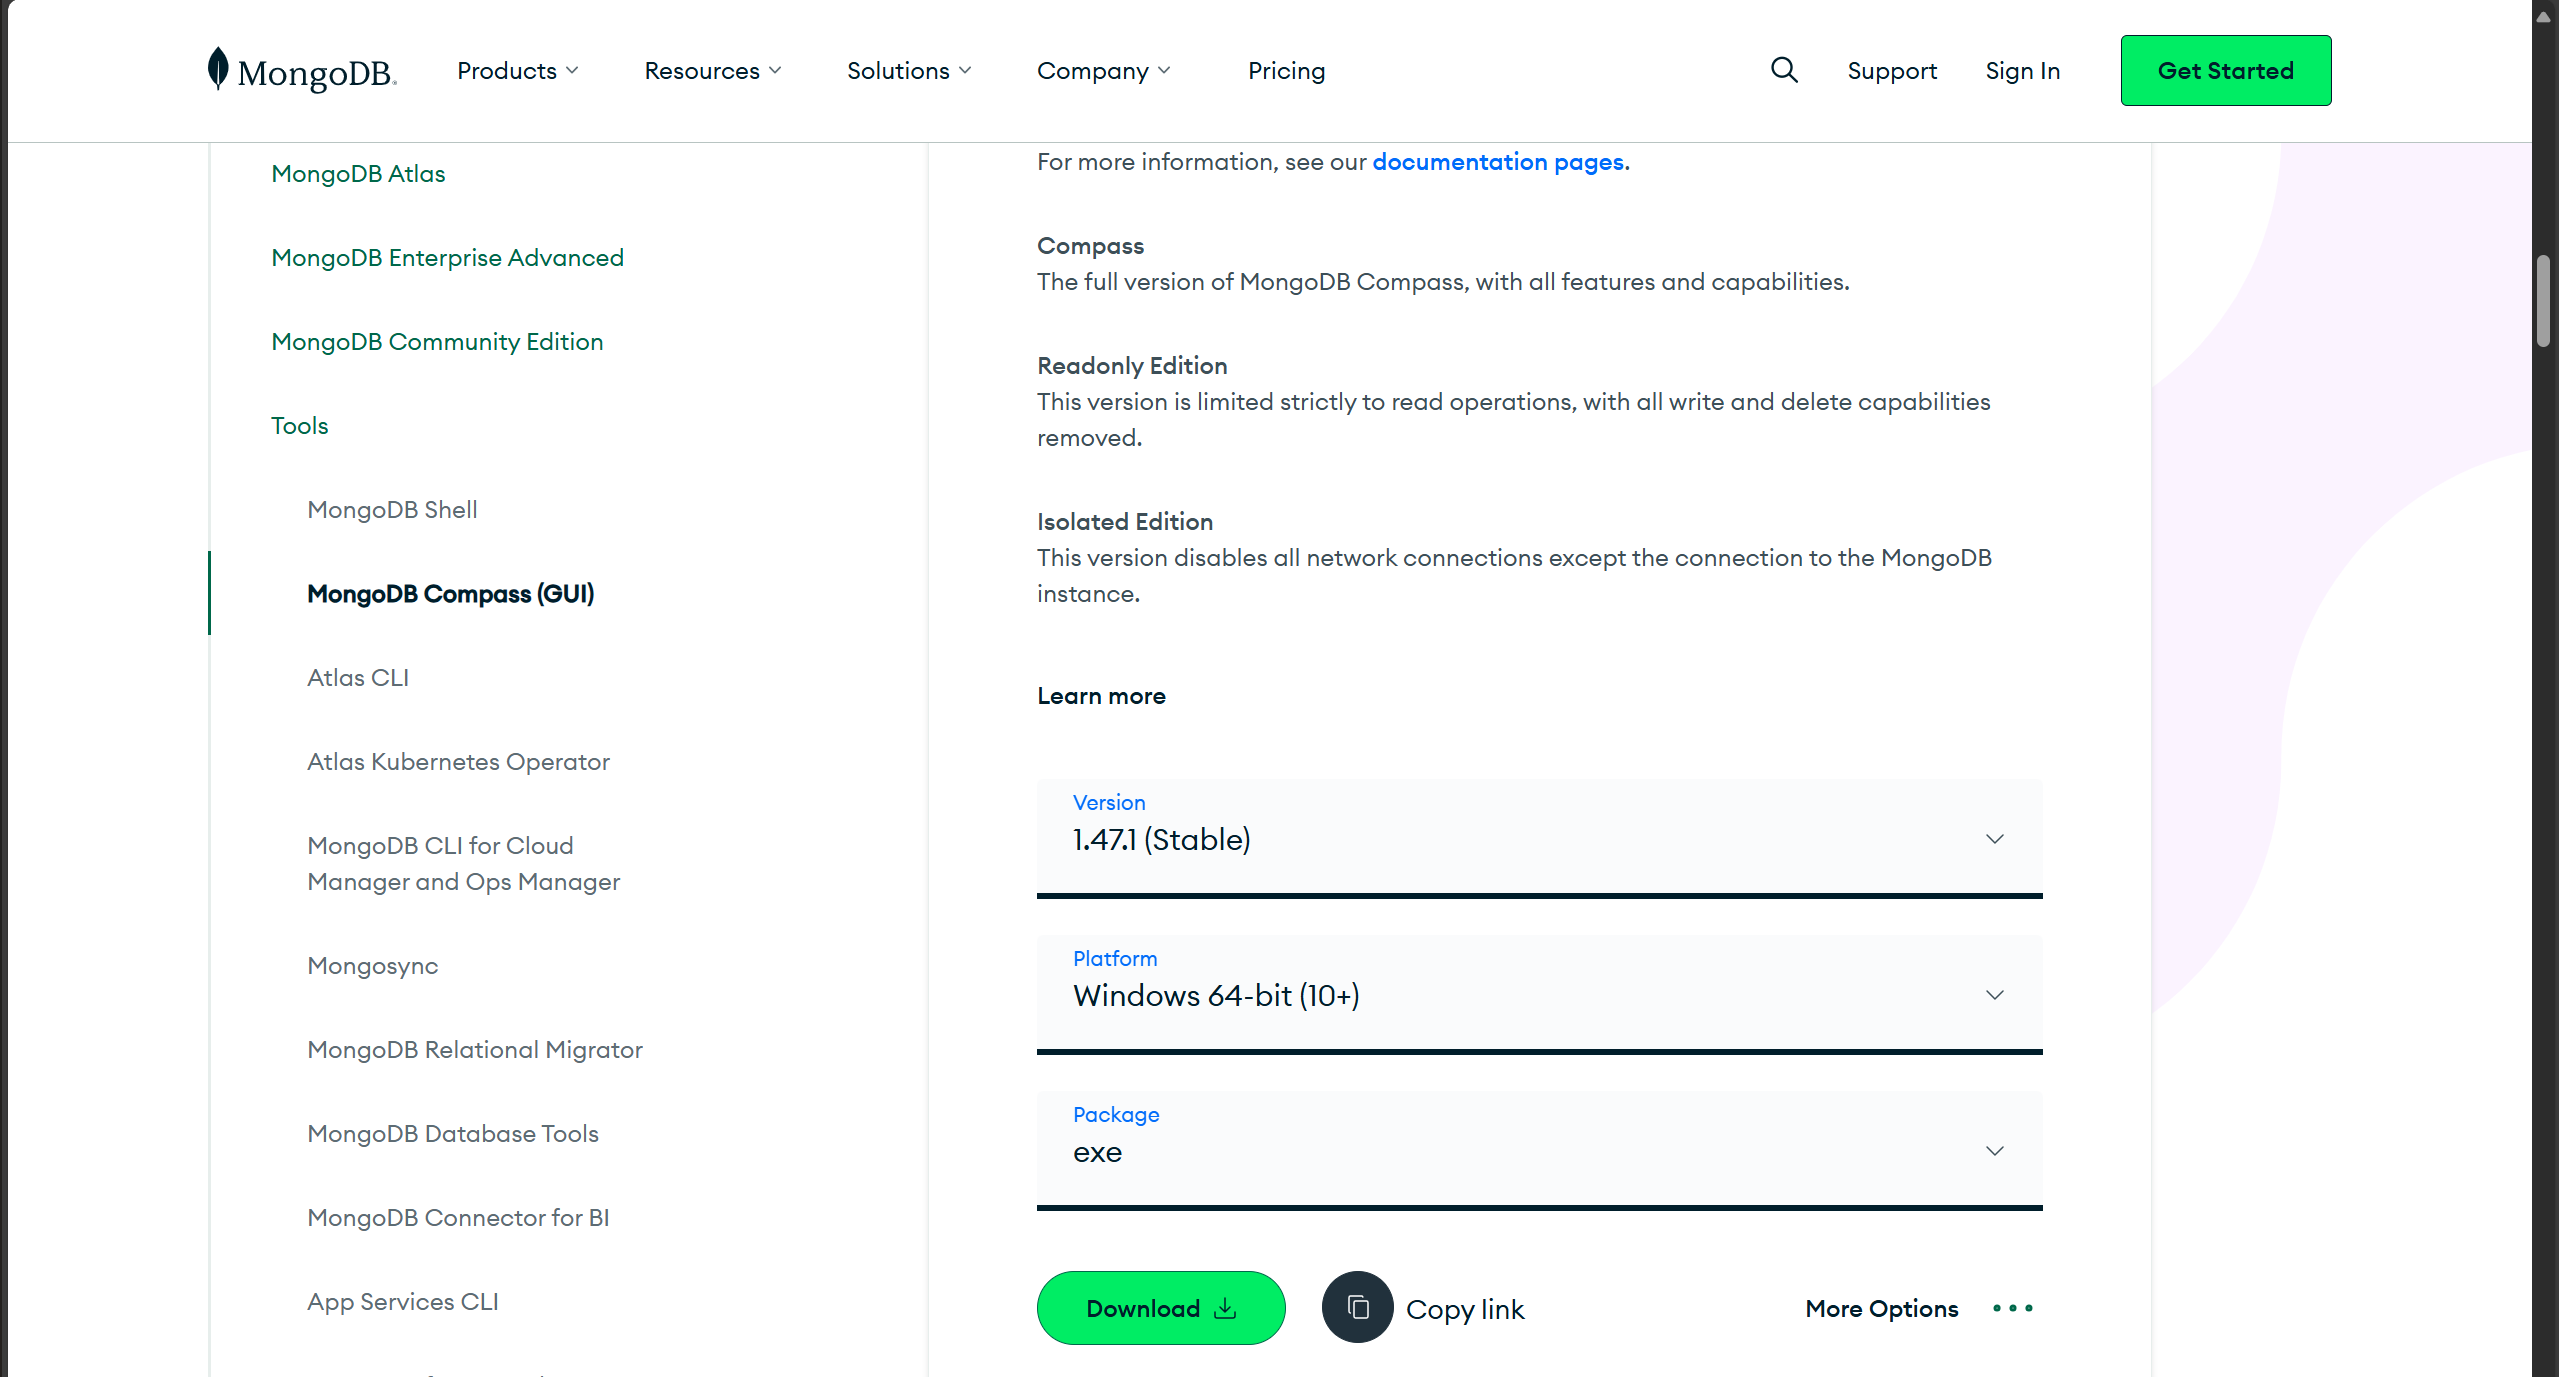 MongoDB.
Products
Resources
Solutions
Company
Pricing
Support
Sign In
Get Started
MongoDB Atlas
MongoDB Enterprise Advanced
MongoDB Community Edition
Tools
MongoDB Shell
MongoDB Compass (GUI)
Atlas CLI
Atlas Kubernetes Operator
MongoDB CLI for Cloud
Manager and Ops Manager
Mongosync
MongoDB Relational Migrator
MongoDB Database Tools
MongoDB Connector for BI
App Services CLI
For more information, see our documentation pages.
Compass
The full version of MongoDB Compass, with all features and capabilities.
Readonly Edition
This version is limited strictly to read operations, with all write and delete capabilities
removed.
Isolated Edition
This version disables all network connections except the connection to the MongoDB
instance.
Learn more
Version
1.47.1 (Stable)
Platform
Windows 64-bit (10+)
Package
exe
Download
Copy link
More Options